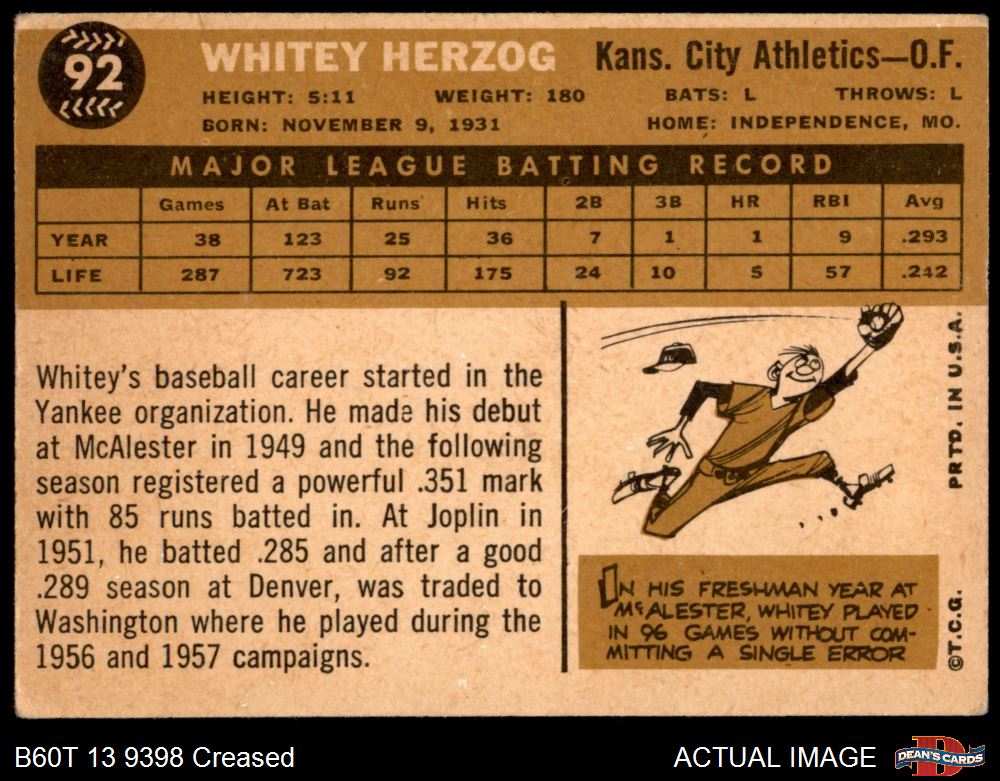 92
WHITEY HERZOG Kans. City Athletics—O.F.
HEIGHT: 5:11 WEIGHT: 180 BATS: L THROWS: L
BORN: NOVEMBER 9, 1931 HOME: INDEPENDENCE, MO.
MAJOR LEAGUE BATTING RECORD
Games At Bat Runs Hits 2B 3B HR RBI Avg
YEAR 38 123 25 36 7 1 1 9 .293
LIFE 287 723 92 175 24 10 5 57 .242
Whitey's baseball career started in the
Yankee organization. He made his debut
at McAlester in 1949 and the following
season registered a powerful .351 mark
with 85 runs batted in. At Joplin in
1951, he batted .285 and after a good
.289 season at Denver, was traded to
Washington where he played during the
1956 and 1957 campaigns.
IN HIS FRESHMAN YEAR AT
McALESTER, WHITEY PLAYED
IN 96 GAMES WITHOUT COM-
MITTING A SINGLE ERROR
©T.C.G. PRTD. IN U.S.A.
B60T 13 9398 Creased ACTUAL IMAGE
D
DEAN'S CARDS